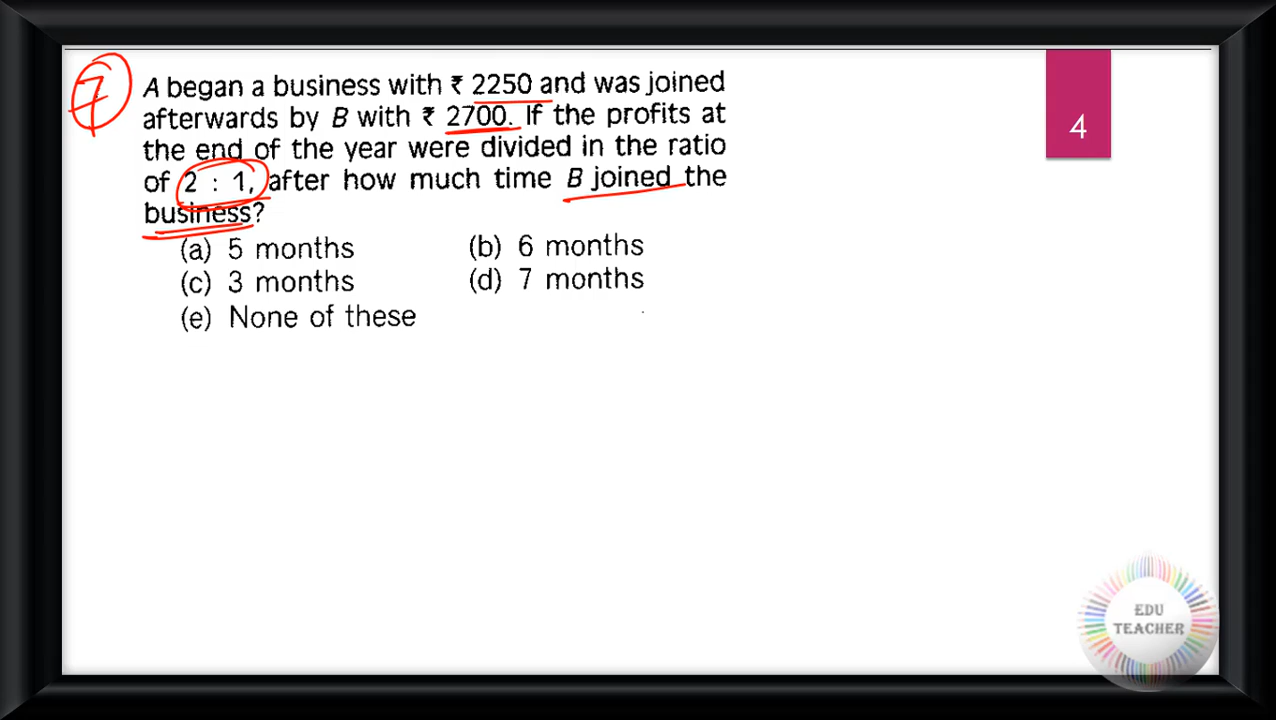 7
A began a business with ₹ 2250 and was joined
afterwards by B with ₹ 2700. If the profits at
the end of the year were divided in the ratio
of 2 : 1, after how much time B joined the
business?
(a) 5 months (b) 6 months
(c) 3 months (d) 7 months
(e) None of these
4
EDU
TEACHER